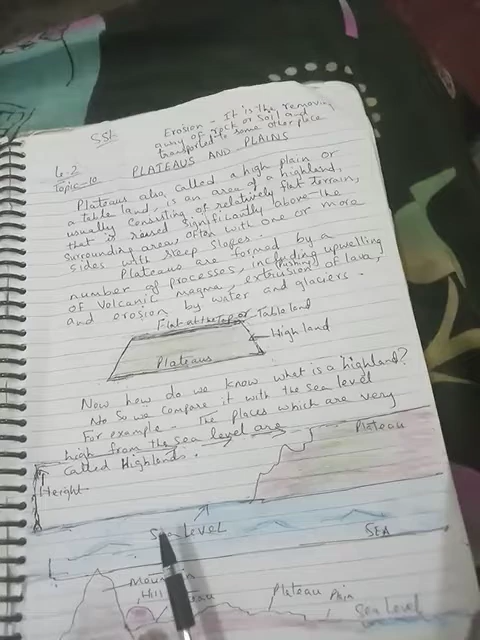 SSt
Erosion - It is the removing
away of rock or soil and
transported to some other place
L-2
Topic-10
PLATEAUS AND PLAINS
Plateaus also called a high plain or
a table land, is an area of a highland,
usually consisting of relatively flat terrain,
that is raised significantly above the
surrounding area, often with one or more
sides with steep slopes.
Plateaus are formed by a
number of processes, including upwelling
of volcanic magma, extrusion of lava,
(Pushing)
and erosion by water and glaciers.
Flat at the Top or Table land
High land
Plateaus
Now how do we know what is a highland?
No So we compare it with the sea level
For example - The places which are very
high from the sea level are
called Highlands.
Plateau
Height
Sea Level
SEA
Mountain
Hill
Plateau
Plain
Sea Level